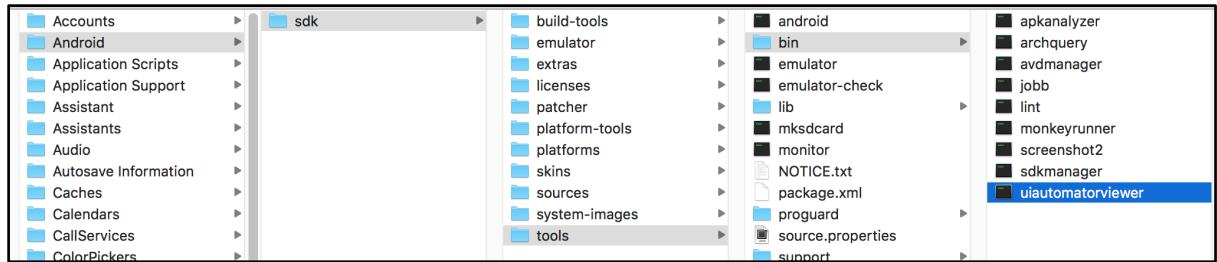 Accounts
Android
Application Scripts
Application Support
Assistant
Assistants
Audio
Autosave Information
Caches
Calendars
CallServices
ColorPickers
sdk
build-tools
emulator
extras
licenses
patcher
platform-tools
platforms
skins
sources
system-images
tools
android
bin
emulator
emulator-check
lib
mksdcard
monitor
NOTICE.txt
package.xml
proguard
source.properties
support
apkanalyzer
archquery
avdmanager
jobb
lint
monkeyrunner
screenshot2
sdkmanager
uiautomatorviewer